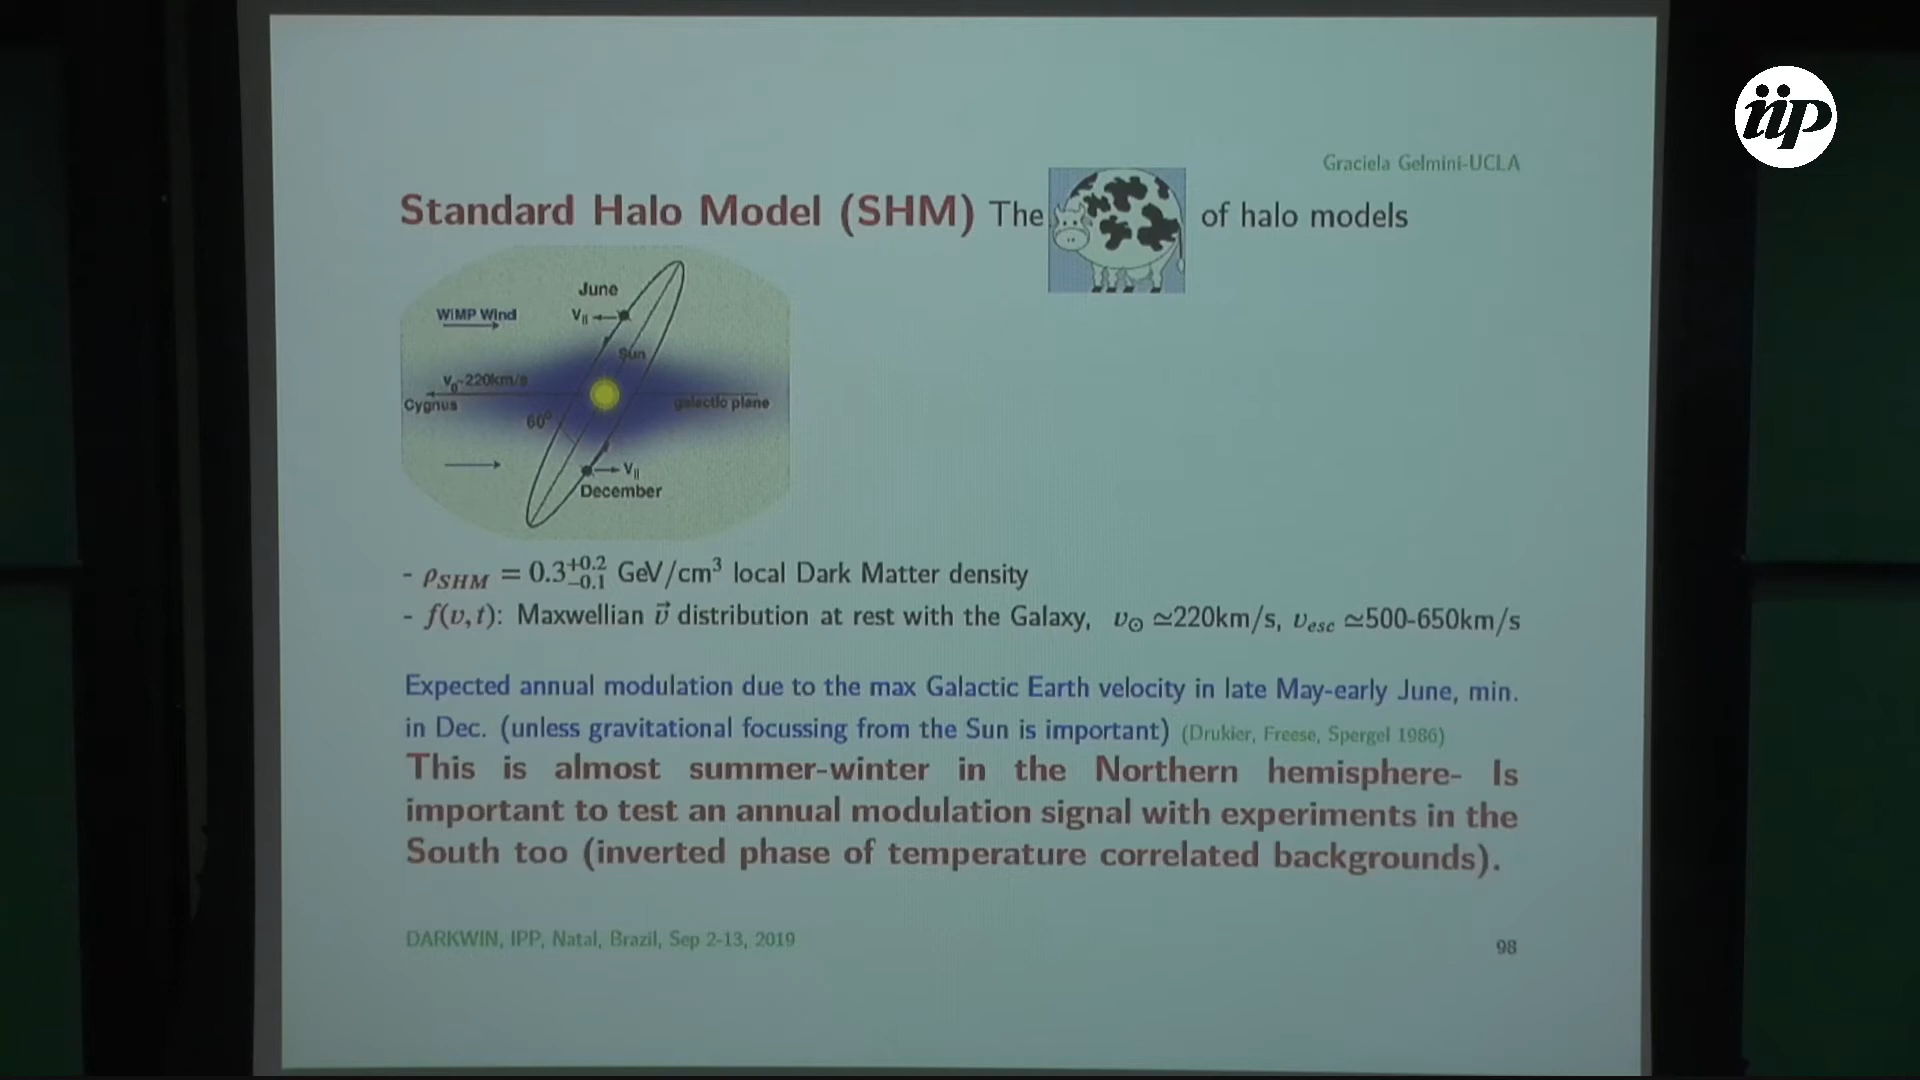 iip
Graciela Gelmini-UCLA
Standard Halo Model (SHM) The of halo models
June
WIMP Wind
V||
Sun
v0~220km/s
Cygnus
galactic plane
60°
V||
December
- ρSHM = 0.3+0.2−0.1 GeV/cm³ local Dark Matter density
- f(v,t): Maxwellian v⃗ distribution at rest with the Galaxy, v⊙ ≃220km/s, vesc ≃500-650km/s
Expected annual modulation due to the max Galactic Earth velocity in late May-early June, min.
in Dec. (unless gravitational focussing from the Sun is important) (Drukier, Freese, Spergel 1986)
This is almost summer-winter in the Northern hemisphere- Is
important to test an annual modulation signal with experiments in the
South too (inverted phase of temperature correlated backgrounds).
DARKWIN, IPP, Natal, Brazil, Sep 2-13, 2019
98